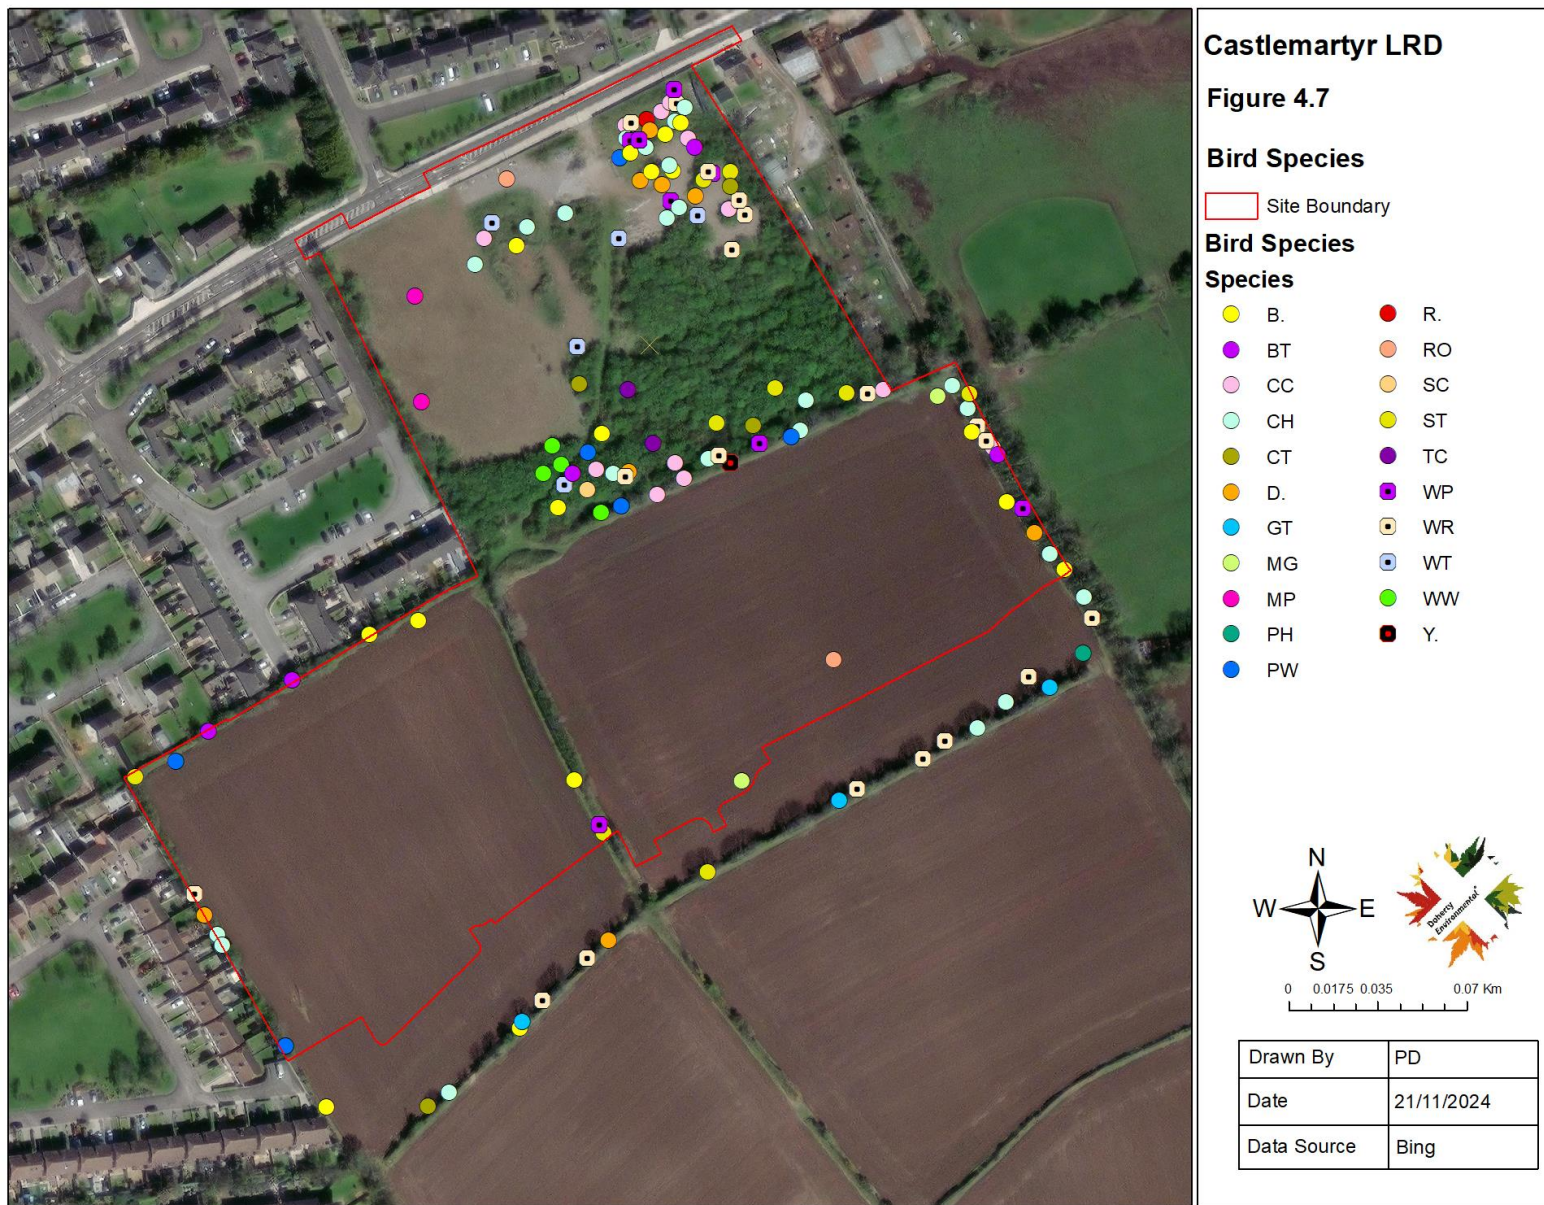 Castlemartyr LRD
Figure 4.7
Bird Species
Site Boundary
Bird Species
Species
B. R.
BT RO
CC SC
CH ST
CT TC
D. WP
GT WR
MG WT
MP WW
PH Y.
PW
N
W E
S
Doherty
Environmental
0 0.0175 0.035 0.07 Km
Drawn By PD
Date 21/11/2024
Data Source Bing